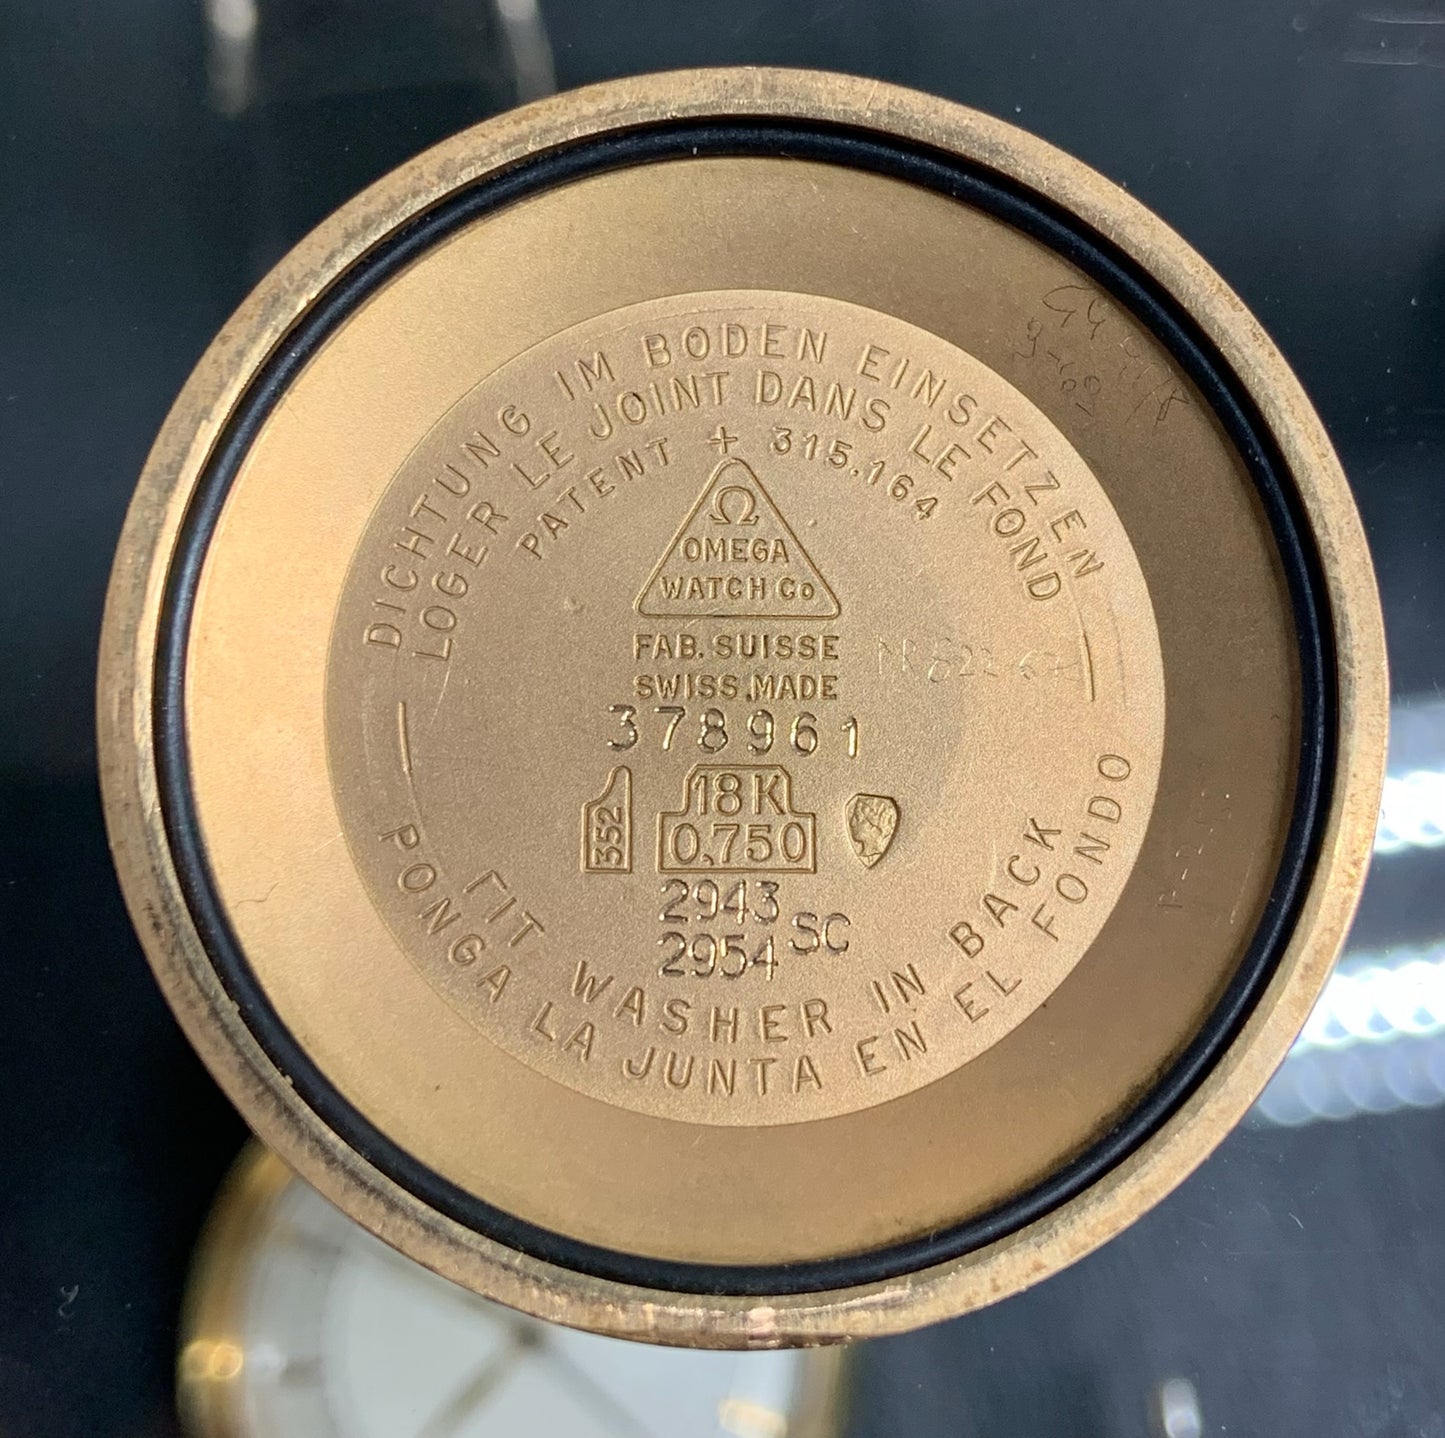 DICHTUNG IM BODEN EINSETZEN
LOGER LE JOINT DANS LE FOND
PATENT + 315.164
Ω
OMEGA
WATCH Co
FAB. SUISSE
SWISS MADE
378961
352
18K
0,750
2943
2954 SC
FIT WASHER IN BACK
PONGA LA JUNTA EN EL FONDO